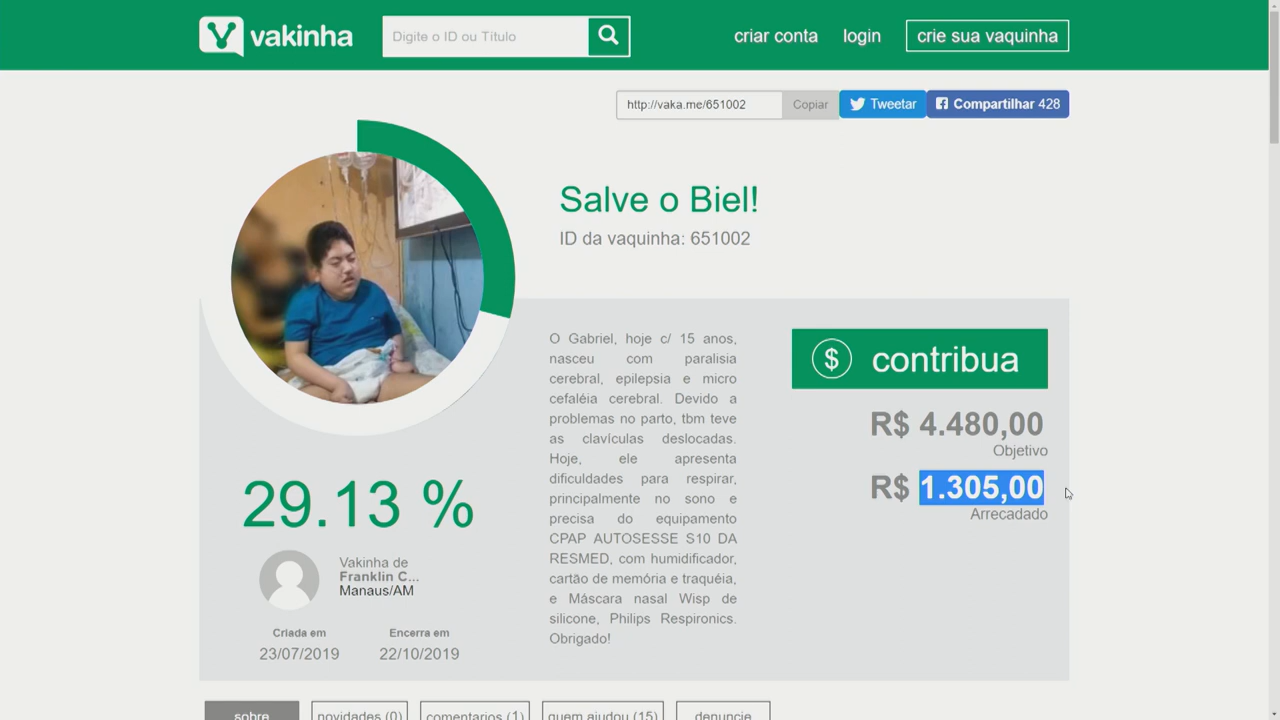 vakinha
Digite o ID ou Título
criar conta
login
crie sua vaquinha
http://vaka.me/651002
Copiar
Tweetar
Compartilhar 428
Salve o Biel!
ID da vaquinha: 651002
O Gabriel, hoje c/ 15 anos,
nasceu com paralisia
cerebral, epilepsia e micro
cefaléia cerebral. Devido a
problemas no parto, tbm teve
as clavículas deslocadas.
Hoje, ele apresenta
dificuldades para respirar,
principalmente no sono e
precisa do equipamento
CPAP AUTOSESSE S10 DA
RESMED, com humidificador,
cartão de memória e traquéia,
e Máscara nasal Wisp de
silicone, Philips Respironics.
Obrigado!
$ contribua
R$ 4.480,00
Objetivo
R$ 1.305,00
Arrecadado
29.13 %
Vakinha de
Franklin C...
Manaus/AM
Criada em
23/07/2019
Encerra em
22/10/2019
sobre
novidades (0)
comentarios (1)
quem ajudou (15)
denuncie